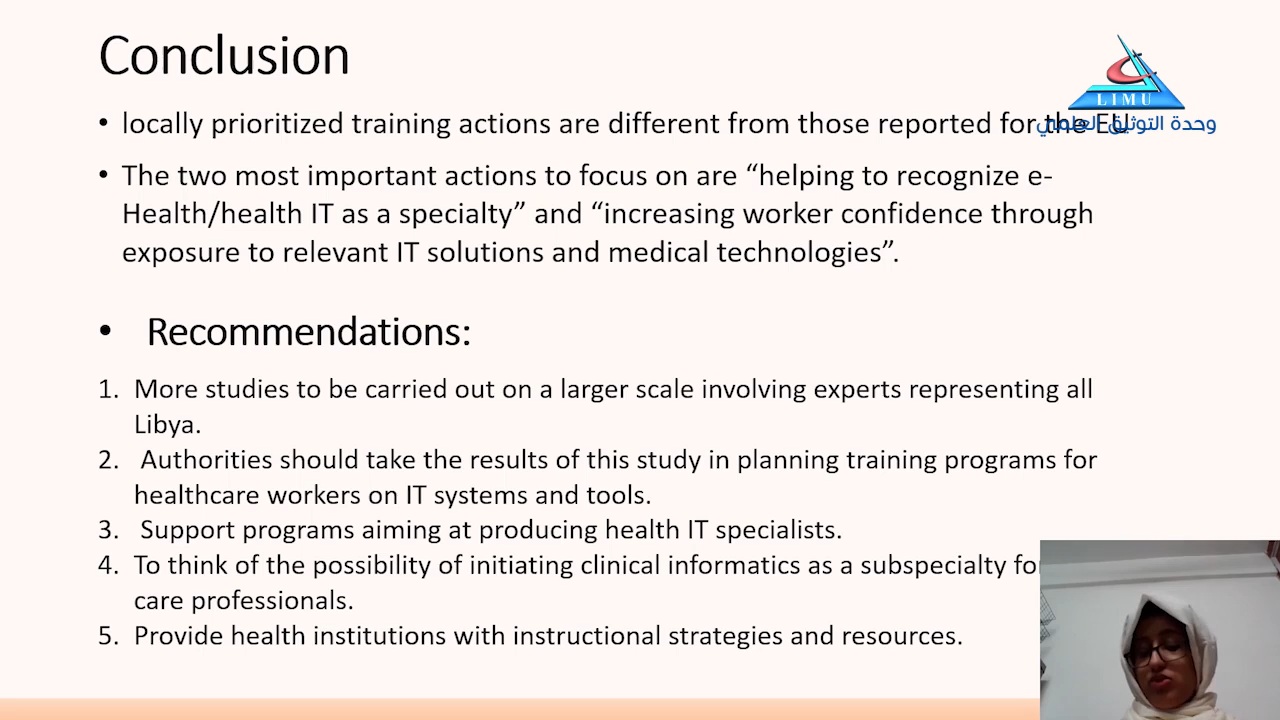 Conclusion
LIMU
• locally prioritized training actions are different from those reported for the EU.
وحدة التوثيق العلمي
• The two most important actions to focus on are “helping to recognize e-
Health/health IT as a specialty” and “increasing worker confidence through
exposure to relevant IT solutions and medical technologies”.
• Recommendations:
1. More studies to be carried out on a larger scale involving experts representing all
Libya.
2. Authorities should take the results of this study in planning training programs for
healthcare workers on IT systems and tools.
3. Support programs aiming at producing health IT specialists.
4. To think of the possibility of initiating clinical informatics as a subspecialty for
care professionals.
5. Provide health institutions with instructional strategies and resources.